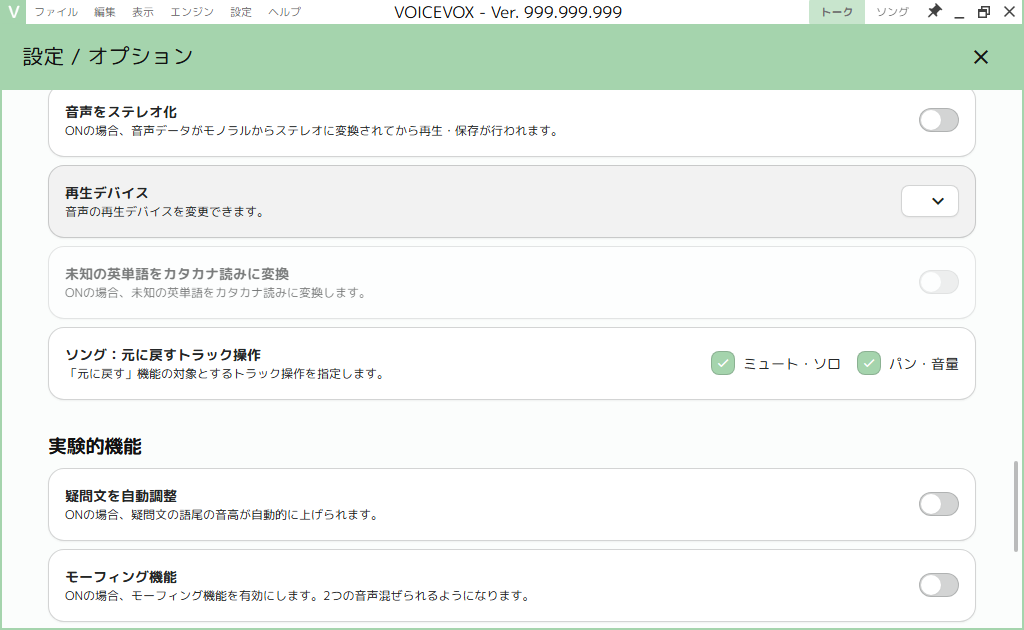 V ファイル 編集 表示 エンジン 設定 ヘルプ VOICEVOX - Ver. 999.999.999 トーク ソング
設定 / オプション
音声をステレオ化
ONの場合、音声データがモノラルからステレオに変換されてから再生・保存が行われます。
再生デバイス
音声の再生デバイスを変更できます。
未知の英単語をカタカナ読みに変換
ONの場合、未知の英単語をカタカナ読みに変換します。
ソング：元に戻すトラック操作
「元に戻す」機能の対象とするトラック操作を指定します。
ミュート・ソロ パン・音量
実験的機能
疑問文を自動調整
ONの場合、疑問文の語尾の音高が自動的に上げられます。
モーフィング機能
ONの場合、モーフィング機能を有効にします。2つの音声混ぜられるようになります。